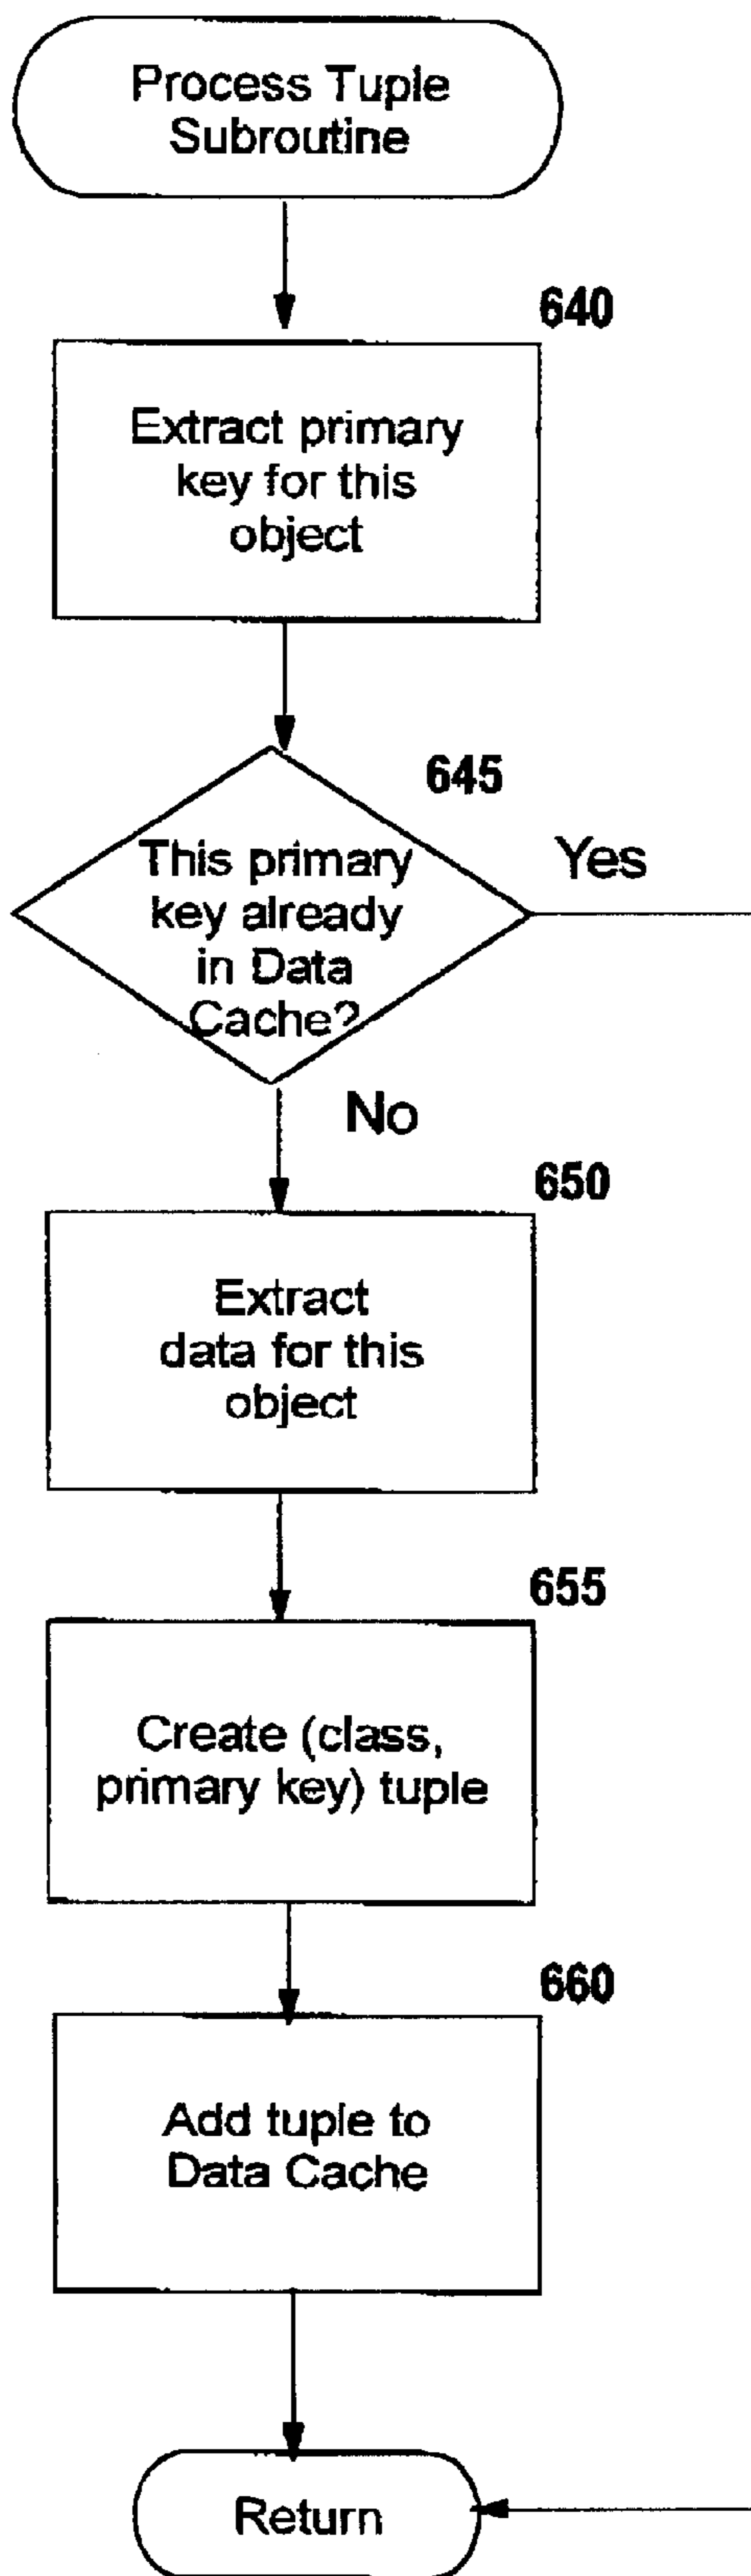 Process Tuple
Subroutine
640
Extract primary
key for this
object
645
This primary
key already
in Data
Cache?
Yes
No
650
Extract
data for this
object
655
Create (class,
primary key) tuple
660
Add tuple to
Data Cache
Return